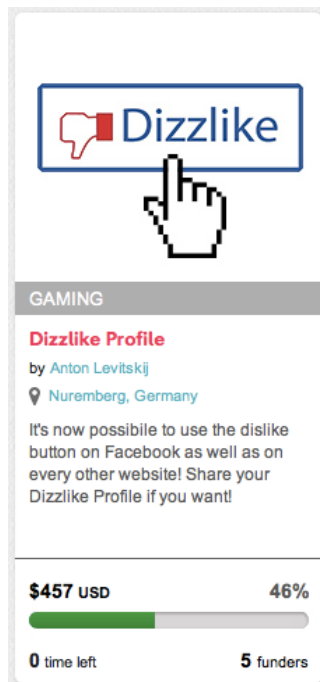 Dizzlike
GAMING
Dizzlike Profile
by Anton Levitskij
Nuremberg, Germany
It's now possibile to use the dislike
button on Facebook as well as on
every other website! Share your
Dizzlike Profile if you want!
$457 USD 46%
0 time left 5 funders